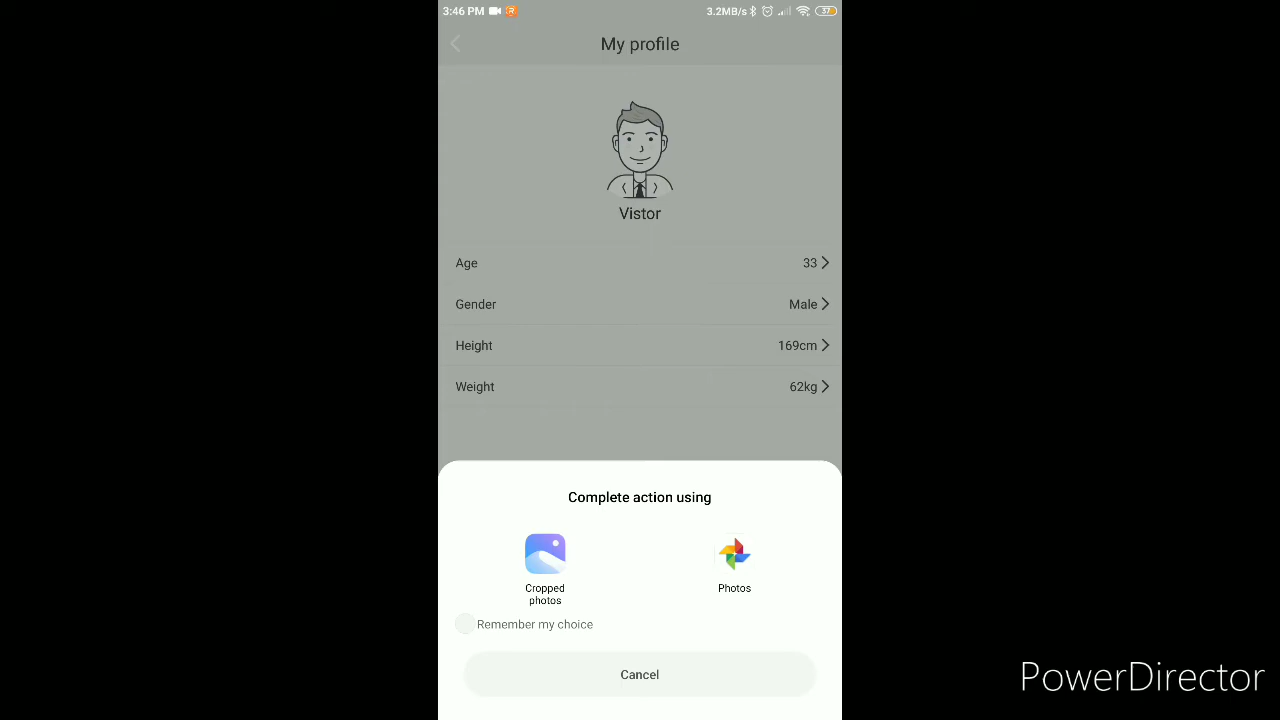 3:46 PM
3.2MB/s
37
My profile
Vistor
Age 33
Gender Male
Height 169cm
Weight 62kg
Complete action using
Cropped photos
Photos
Remember my choice
Cancel
PowerDirector